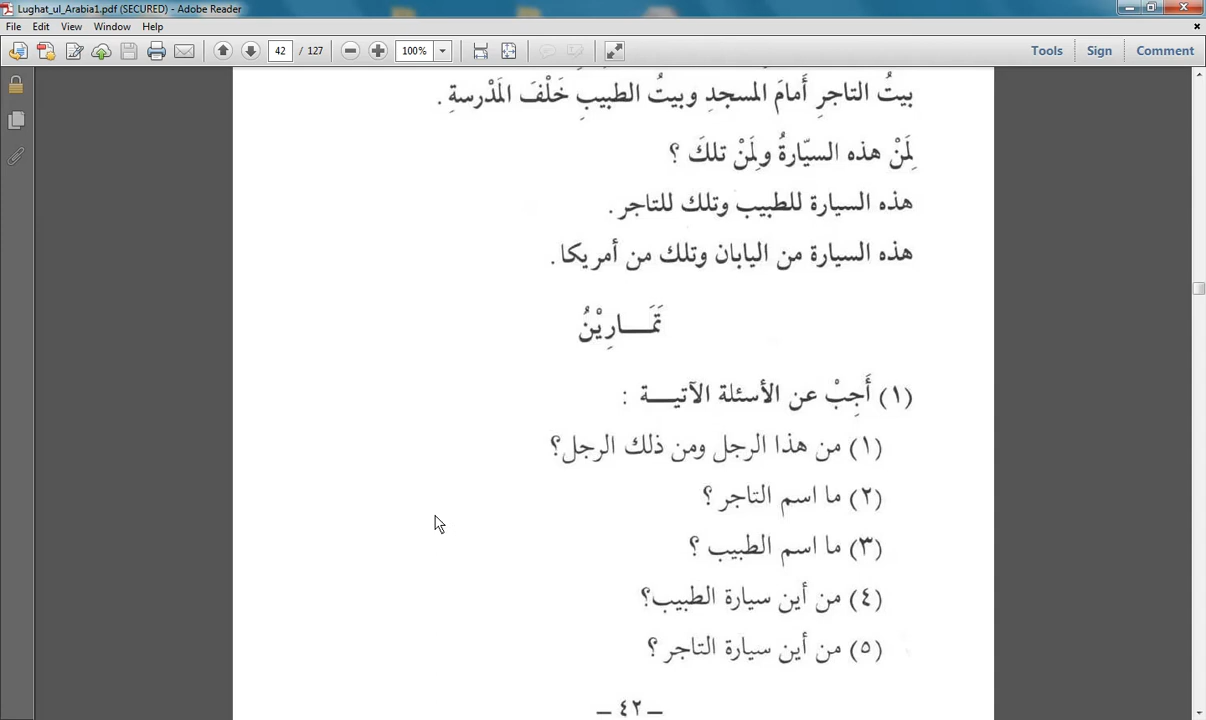 Lughat_ul_Arabia1.pdf (SECURED) - Adobe Reader
File Edit View Window Help
42 / 127 100% Tools Sign Comment
بيتُ التاجرِ أَمامَ المسجدِ وبيتُ الطبيبِ خَلْفَ المَدْرسةِ .
لِمَنْ هذه السيّارةُ ولِمَنْ تلكَ ؟
هذه السيارة للطبيب وتلك للتاجر .
هذه السيارة من اليابان وتلك من أمريكا .
تَمَـــارِيْنُ
(١) أَجِبْ عن الأسئلة الآتيـــة :
(١) من هذا الرجل ومن ذلك الرجل؟
(٢) ما اسم التاجر ؟
(٣) ما اسم الطبيب ؟
(٤) من أين سيارة الطبيب؟
(٥) من أين سيارة التاجر ؟
– ٤٢ –